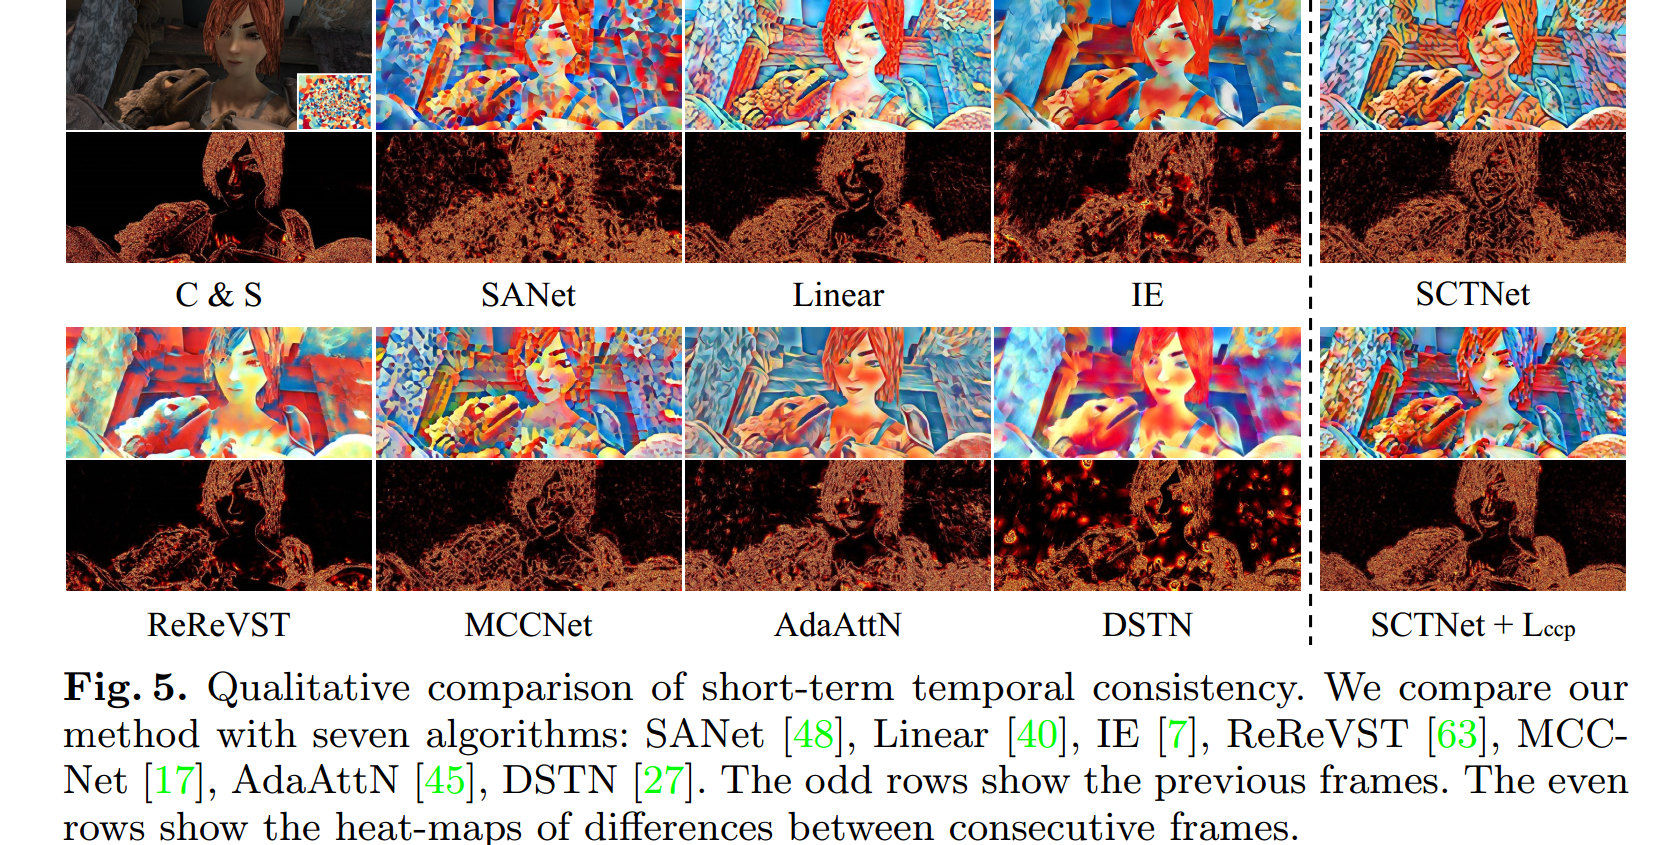 C & S SANet Linear IE SCTNet
ReReVST MCCNet AdaAttN DSTN SCTNet + Lccp
Fig. 5. Qualitative comparison of short-term temporal consistency. We compare our
method with seven algorithms: SANet [48], Linear [40], IE [7], ReReVST [63], MCC-
Net [17], AdaAttN [45], DSTN [27]. The odd rows show the previous frames. The even
rows show the heat-maps of differences between consecutive frames.